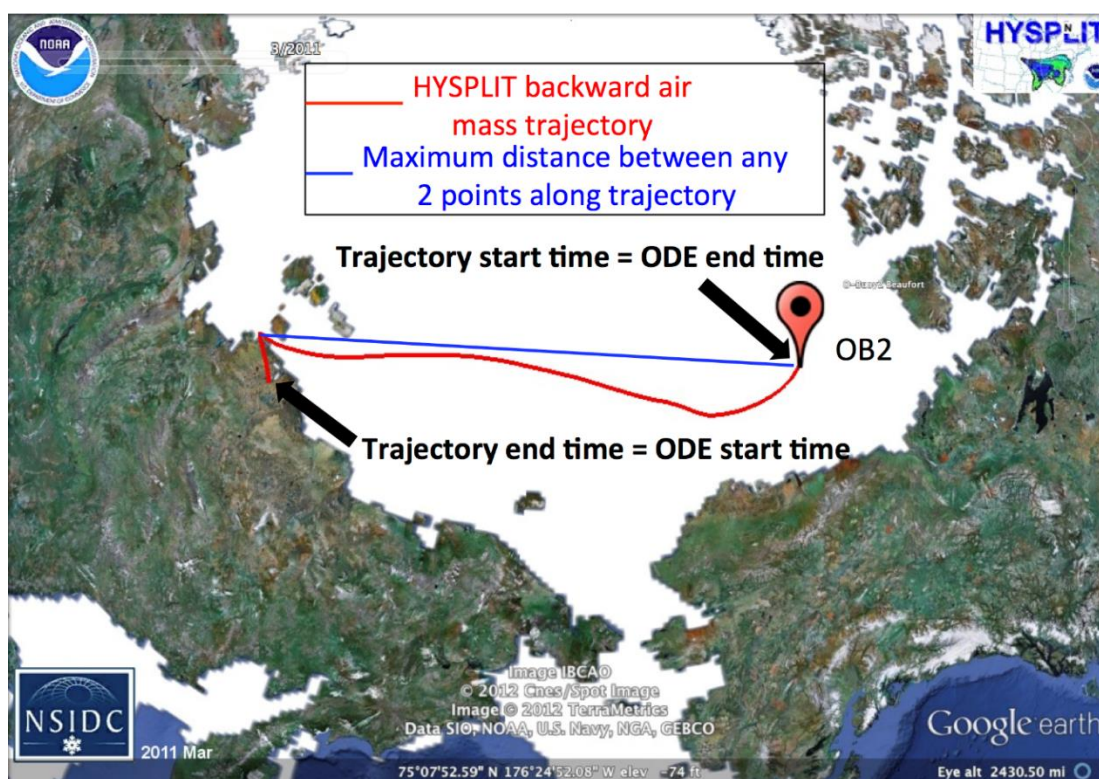 NOAA
3/2011
HYSPLIT
HYSPLIT backward air
mass trajectory
Maximum distance between any
2 points along trajectory
Trajectory start time = ODE end time
OB2
Trajectory end time = ODE start time
Image IBCAO
© 2012 Cnes/Spot Image
Image © 2012 TerraMetrics
Data SIO, NOAA, U.S. Navy, NGA, GEBCO
NSIDC
2011 Mar
Google earth
75°07'52.59" N 176°24'52.08" W elev -74 ft
Eye alt 2430.50 mi